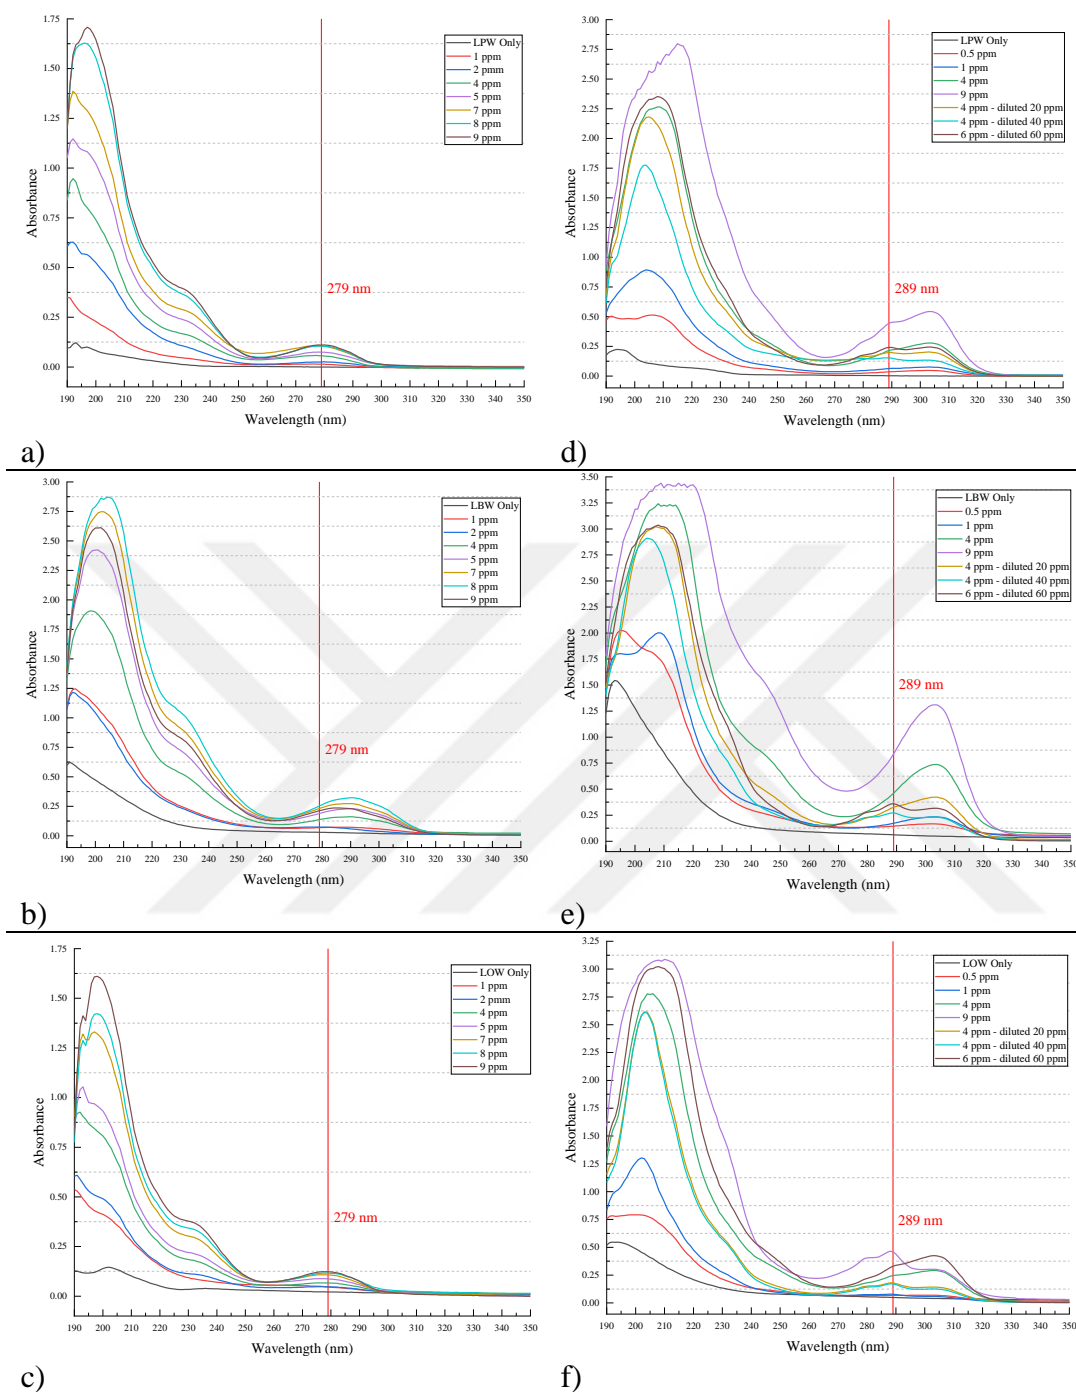 1.75
1.50
1.25
1.00
0.75
0.50
0.25
0.00
Absorbance
LPW Only
1 ppm
2 pmm
4 ppm
5 ppm
7 ppm
8 ppm
9 ppm
279 nm
190 200 210 220 230 240 250 260 270 280 290 300 310 320 330 340 350
Wavelength (nm)
a)
3.00
2.75
2.50
2.25
2.00
1.75
1.50
1.25
1.00
0.75
0.50
0.25
0.00
Absorbance
LPW Only
0.5 ppm
1 ppm
4 ppm
9 ppm
4 ppm - diluted 20 ppm
4 ppm - diluted 40 ppm
6 ppm - diluted 60 ppm
289 nm
190 200 210 220 230 240 250 260 270 280 290 300 310 320 330 340 350
Wavelength (nm)
d)
3.00
2.75
2.50
2.25
2.00
1.75
1.50
1.25
1.00
0.75
0.50
0.25
0.00
Absorbance
LBW Only
1 ppm
2 ppm
4 ppm
5 ppm
7 ppm
8 ppm
9 ppm
279 nm
190 200 210 220 230 240 250 260 270 280 290 300 310 320 330 340 350
Wavelength (nm)
b)
3.50
3.25
3.00
2.75
2.50
2.25
2.00
1.75
1.50
1.25
1.00
0.75
0.50
0.25
0.00
Absorbance
LBW Only
0.5 ppm
1 ppm
4 ppm
9 ppm
4 ppm - diluted 20 ppm
4 ppm - diluted 40 ppm
6 ppm - diluted 60 ppm
289 nm
190 200 210 220 230 240 250 260 270 280 290 300 310 320 330 340 350
Wavelength (nm)
e)
1.75
1.50
1.25
1.00
0.75
0.50
0.25
0.00
Absorbance
LOW Only
1 ppm
2 pmm
4 ppm
5 ppm
7 ppm
8 ppm
9 ppm
279 nm
190 200 210 220 230 240 250 260 270 280 290 300 310 320 330 340 350
Wavelength (nm)
c)
3.25
3.00
2.75
2.50
2.25
2.00
1.75
1.50
1.25
1.00
0.75
0.50
0.25
0.00
Absorbance
LOW Only
0.5 ppm
1 ppm
4 ppm
9 ppm
4 ppm - diluted 20 ppm
4 ppm - diluted 40 ppm
6 ppm - diluted 60 ppm
289 nm
190 200 210 220 230 240 250 260 270 280 290 300 310 320 330 340 350
Wavelength (nm)
f)